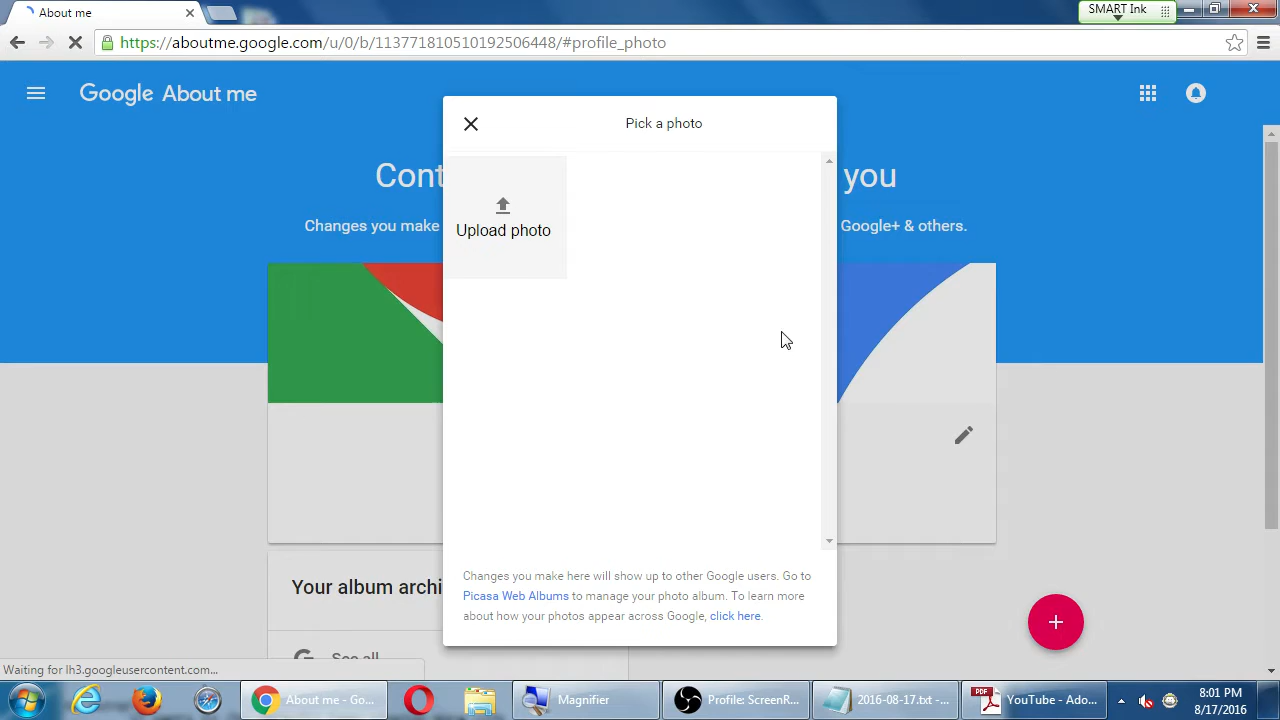 About me
SMART Ink
https://aboutme.google.com/u/0/b/113771810510192506448/#profile_photo
Google About me
Pick a photo
Cont
you
Changes you make
Google+ & others.
Upload photo
Changes you make here will show up to other Google users. Go to
Picasa Web Albums to manage your photo album. To learn more
about how your photos appear across Google, click here.
Your album archi
See all
Waiting for lh3.googleusercontent.com...
About me - Go...
Magnifier
Profile: ScreenR...
2016-08-17.txt -...
PDF
YouTube - Ado...
8:01 PM
8/17/2016